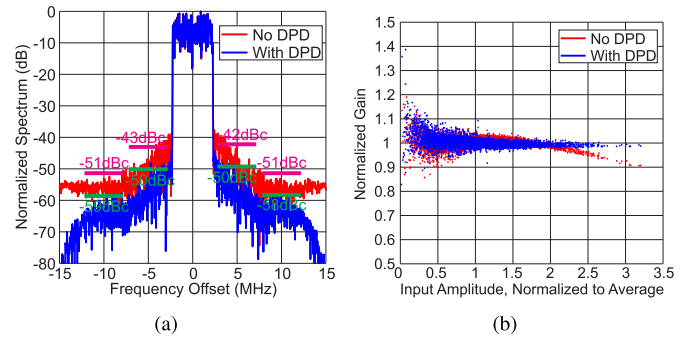 Normalized Spectrum (dB)
0
-10
-20
-30
-40
-50
-60
-70
-80
No DPD
With DPD
-43dBc
-42dBc
-51dBc
-51dBc
-50dBc
-50dBc
-59dBc
-58dBc
-15
-10
-5
0
5
10
15
Frequency Offset (MHz)
(a)
Normalized Gain
1.5
1.4
1.3
1.2
1.1
1
0.9
0.8
0.7
0.6
0.5
No DPD
With DPD
0
0.5
1
1.5
2
2.5
3
3.5
Input Amplitude, Normalized to Average
(b)